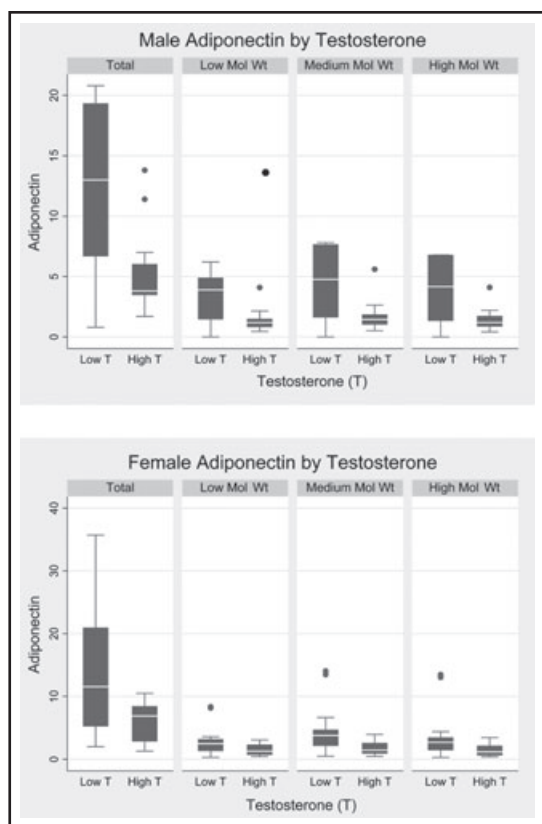 Male Adiponectin by Testosterone
Total Low Mol Wt Medium Mol Wt High Mol Wt
20
15
10
5
0
Adiponectin
Low T High T Low T High T Low T High T Low T High T
Testosterone (T)
Female Adiponectin by Testosterone
Total Low Mol Wt Medium Mol Wt High Mol Wt
40
30
20
10
0
Adiponectin
Low T High T Low T High T Low T High T Low T High T
Testosterone (T)